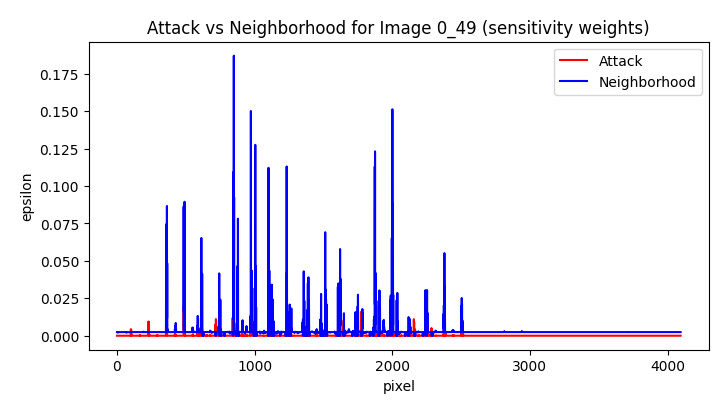 Attack vs Neighborhood for Image 0_49 (sensitivity weights)
Attack
Neighborhood
epsilon
0.175
0.150
0.125
0.100
0.075
0.050
0.025
0.000
0
1000
2000
3000
4000
pixel